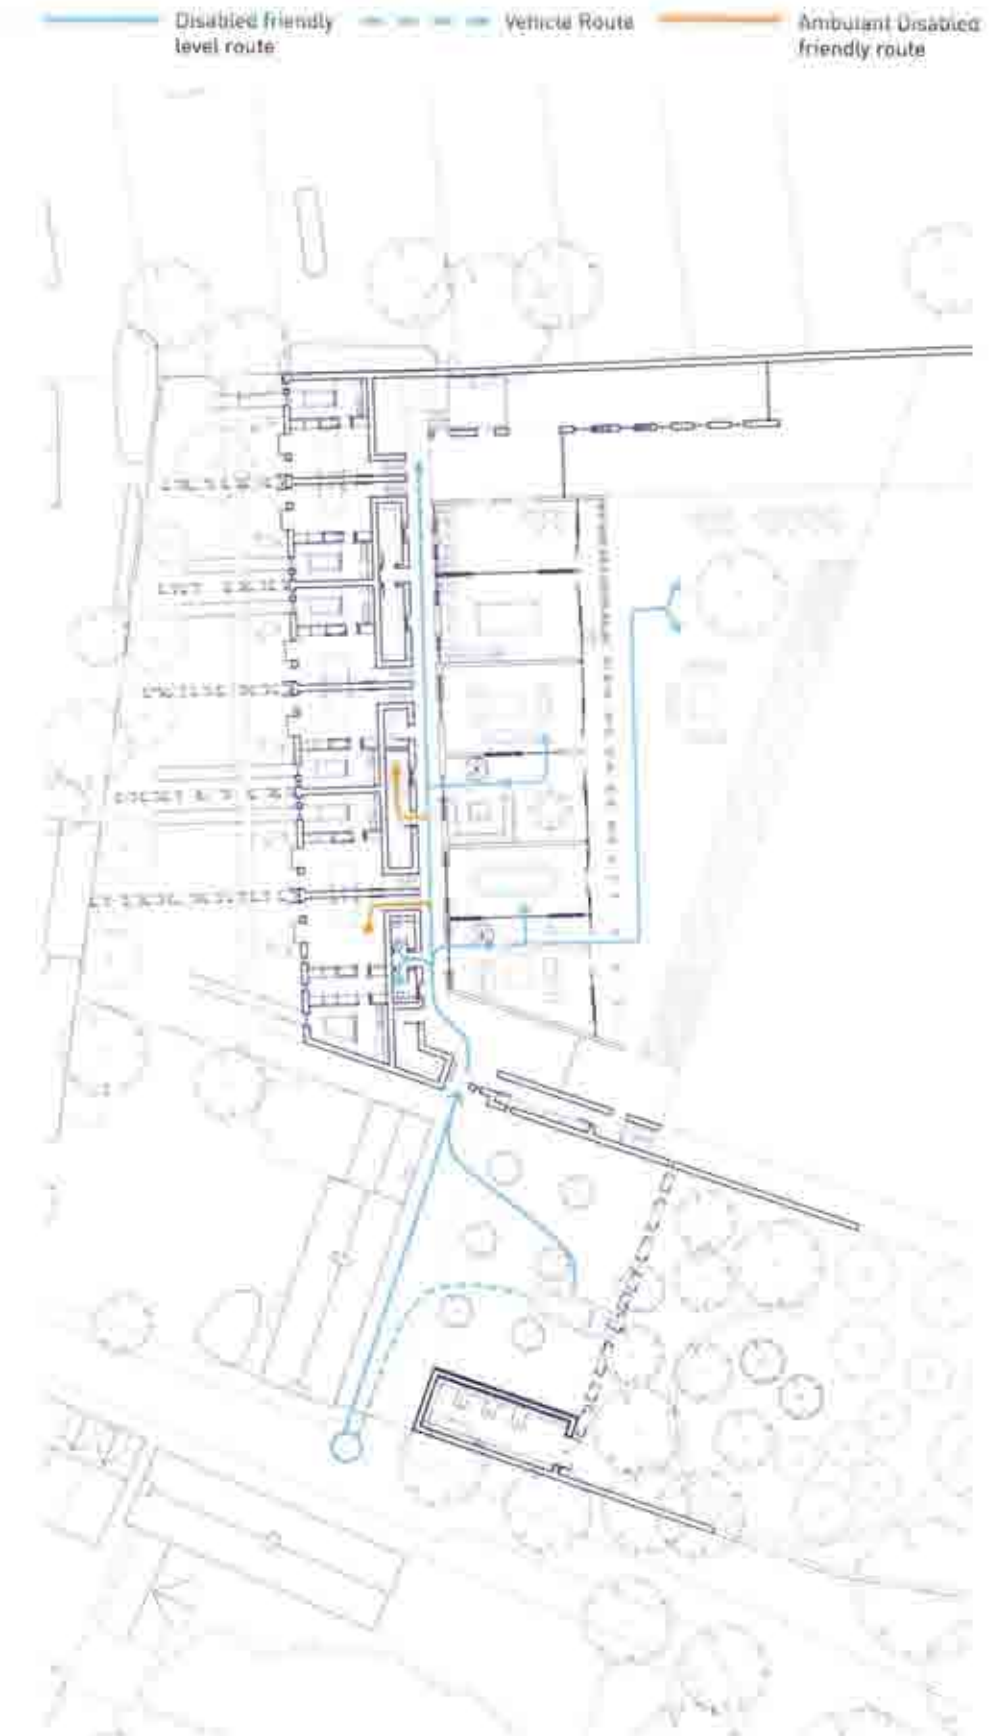 Disabled friendly
level route
Vehicle Route
Ambulant Disabled
friendly route